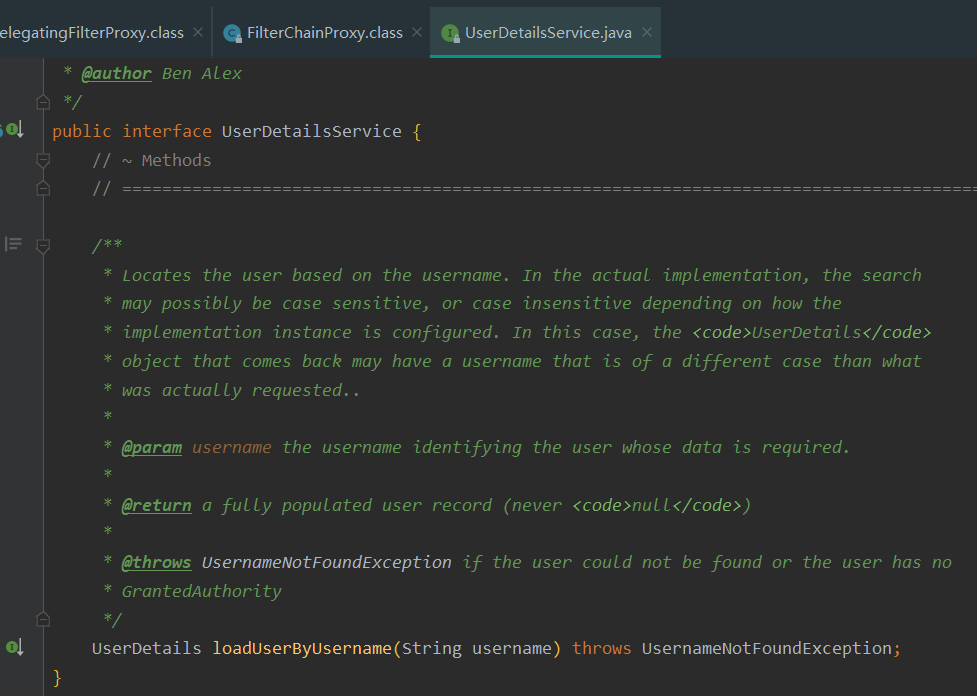 elegatingFilterProxy.class × FilterChainProxy.class × UserDetailsService.java ×
* @author Ben Alex
*/
public interface UserDetailsService {
// ~ Methods
// =====================================================================================
/**
* Locates the user based on the username. In the actual implementation, the search
* may possibly be case sensitive, or case insensitive depending on how the
* implementation instance is configured. In this case, the <code>UserDetails</code>
* object that comes back may have a username that is of a different case than what
* was actually requested..
*
* @param username the username identifying the user whose data is required.
*
* @return a fully populated user record (never <code>null</code>)
*
* @throws UsernameNotFoundException if the user could not be found or the user has no
* GrantedAuthority
*/
UserDetails loadUserByUsername(String username) throws UsernameNotFoundException;
}